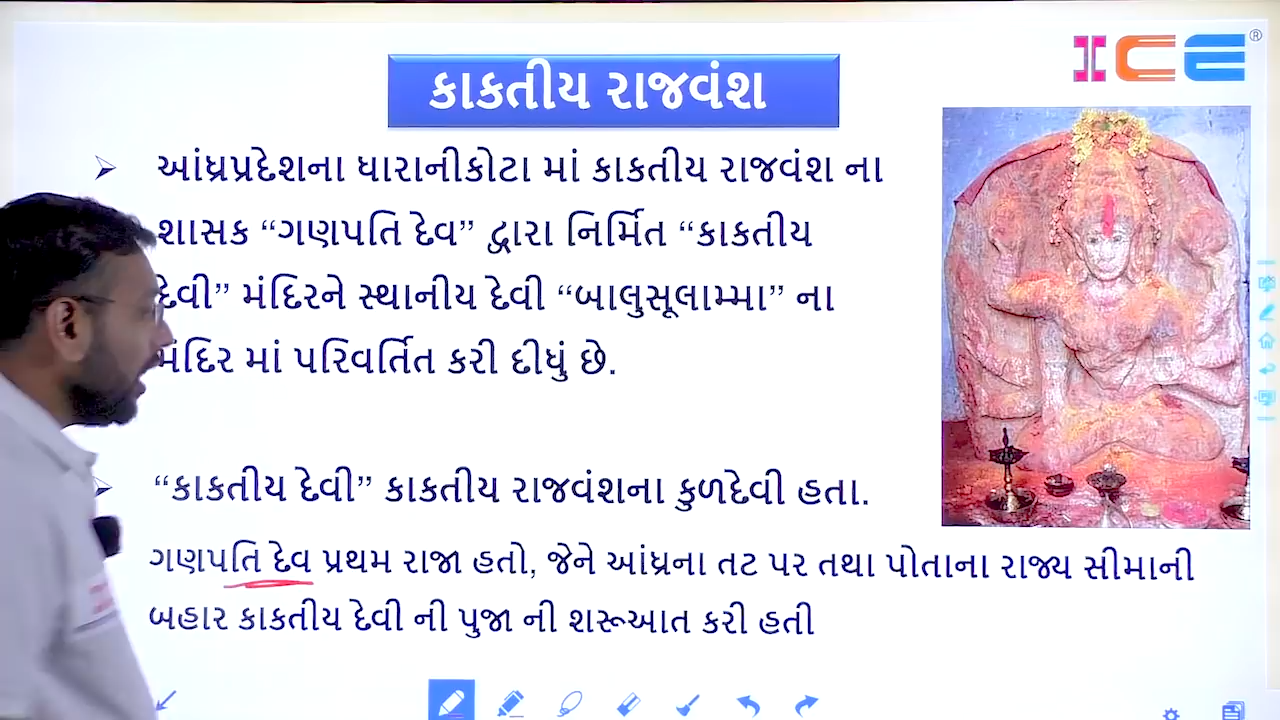 ICE®
કાકતીય રાજવંશ
આંધ્રપ્રદેશના ધારાનીકોટા માં કાકતીય રાજવંશ ના
શાસક “ગણપતિ દેવ” દ્વારા નિર્મિત “કાકતીય
દેવી” મંદિરને સ્થાનીય દેવી “બાલુસૂલામ્મા” ના
મંદિર માં પરિવર્તિત કરી દીધું છે.
“કાકતીય દેવી” કાકતીય રાજવંશના કુળદેવી હતા.
ગણપતિ દેવ પ્રથમ રાજા હતો, જેને આંધ્રના તટ પર તથા પોતાના રાજ્ય સીમાની
બહાર કાકતીય દેવી ની પુજા ની શરૂઆત કરી હતી